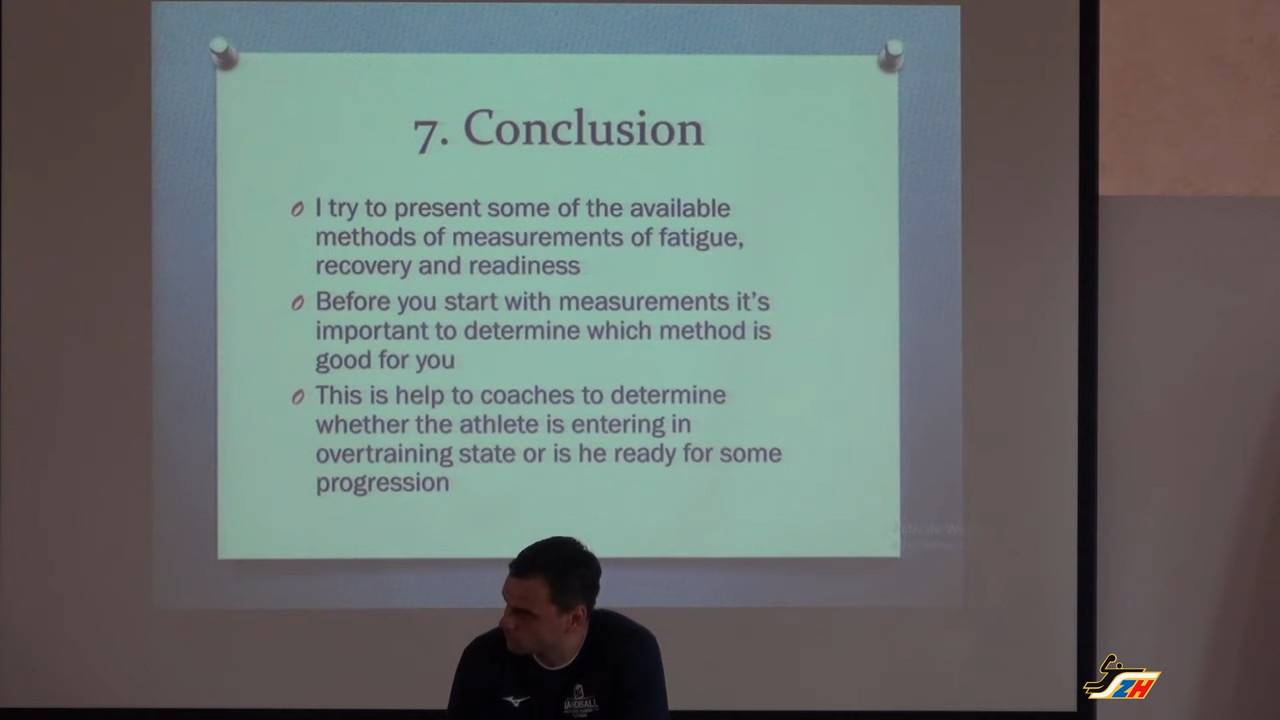 7. Conclusion
I try to present some of the available
methods of measurements of fatigue,
recovery and readiness
Before you start with measurements it's
important to determine which method is
good for you
This is help to coaches to determine
whether the athlete is entering in
overtraining state or is he ready for some
progression
HANDBALL
SZH